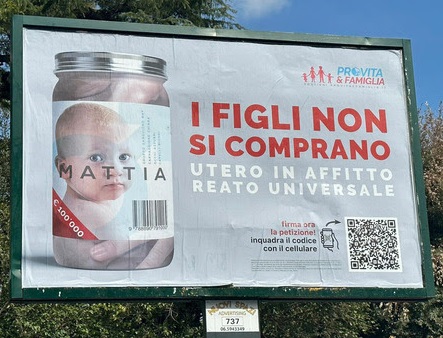 PROVITA
& FAMIGLIA
I FIGLI NON
SI COMPRANO
UTERO IN AFFITTO
REATO UNIVERSALE
MATTIA
€ 100'000
firma ora
la petizione!
inquadra il codice
con il cellulare
ADVERTISING
737